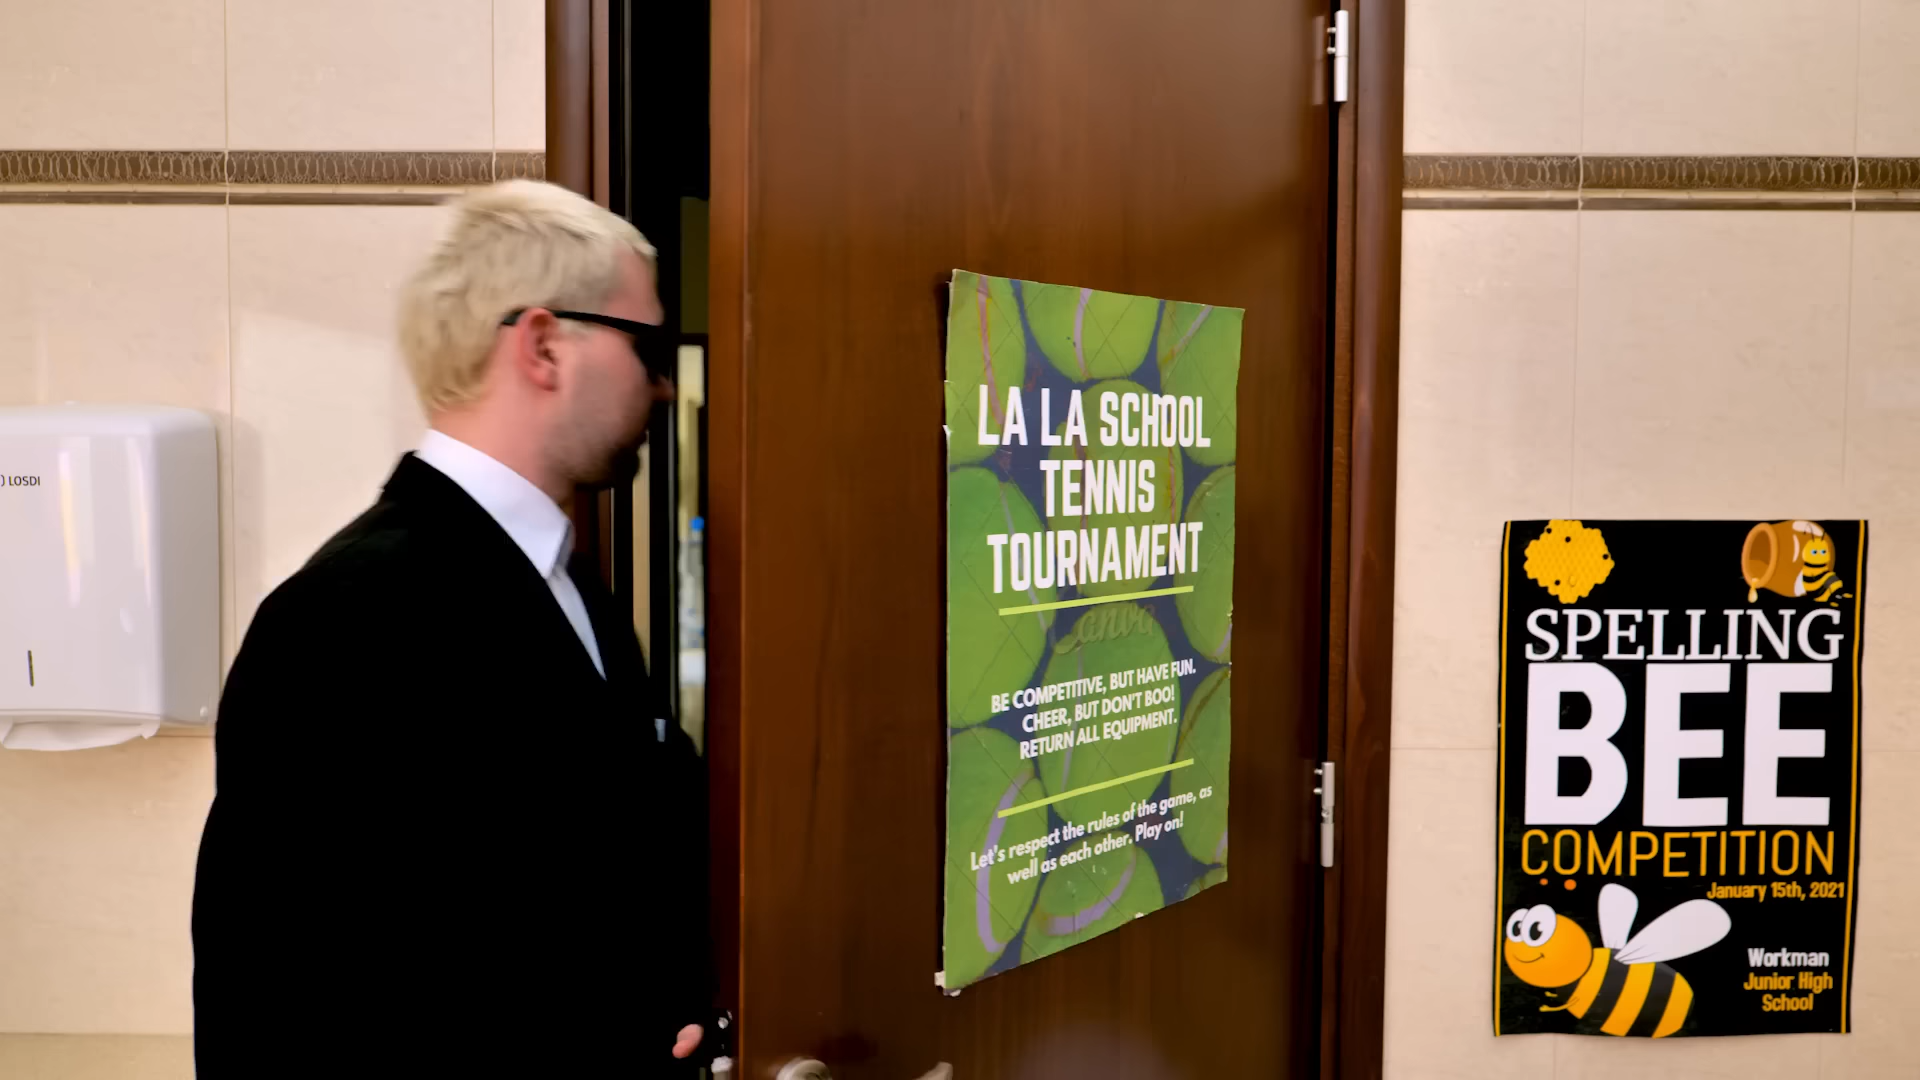 ) LOSDI
LA LA SCHOOL
TENNIS
TOURNAMENT
Canva
BE COMPETITIVE, BUT HAVE FUN.
CHEER, BUT DON'T BOO!
RETURN ALL EQUIPMENT.
Let's respect the rules of the game, as
well as each other. Play on!
SPELLING
BEE
COMPETITION
January 15th, 2021
Workman
Junior High
School